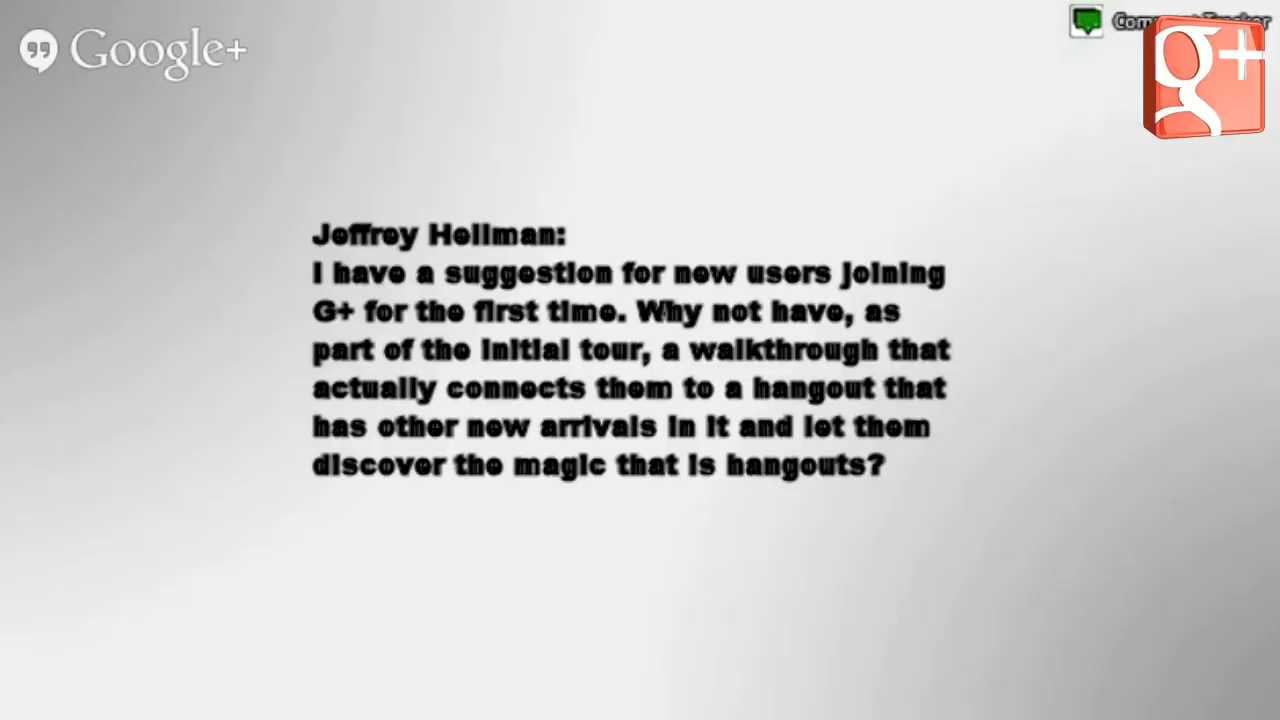 Google+
Comment Tracker
g+
Jeffrey Hellman:
I have a suggestion for new users joining
G+ for the first time. Why not have, as
part of the initial tour, a walkthrough that
actually connects them to a hangout that
has other new arrivals in it and let them
discover the magic that is hangouts?